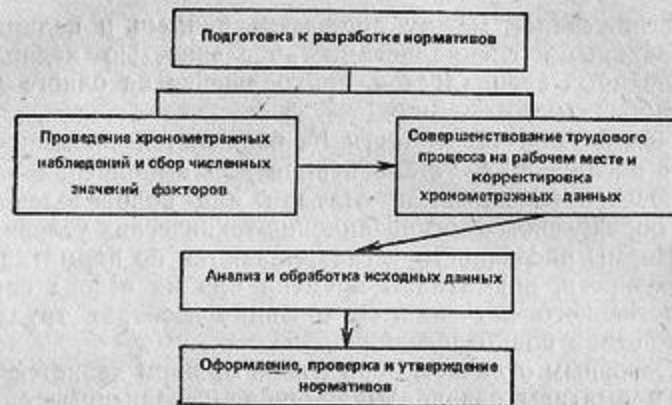 Подготовка к разработке нормативов
Проведение хронометражных
наблюдений и сбор численных
значений факторов
Совершенствование трудового
процесса на рабочем месте и
корректировка
хронометражных данных
Анализ и обработка исходных данных
Оформление, проверка и утверждение
нормативов